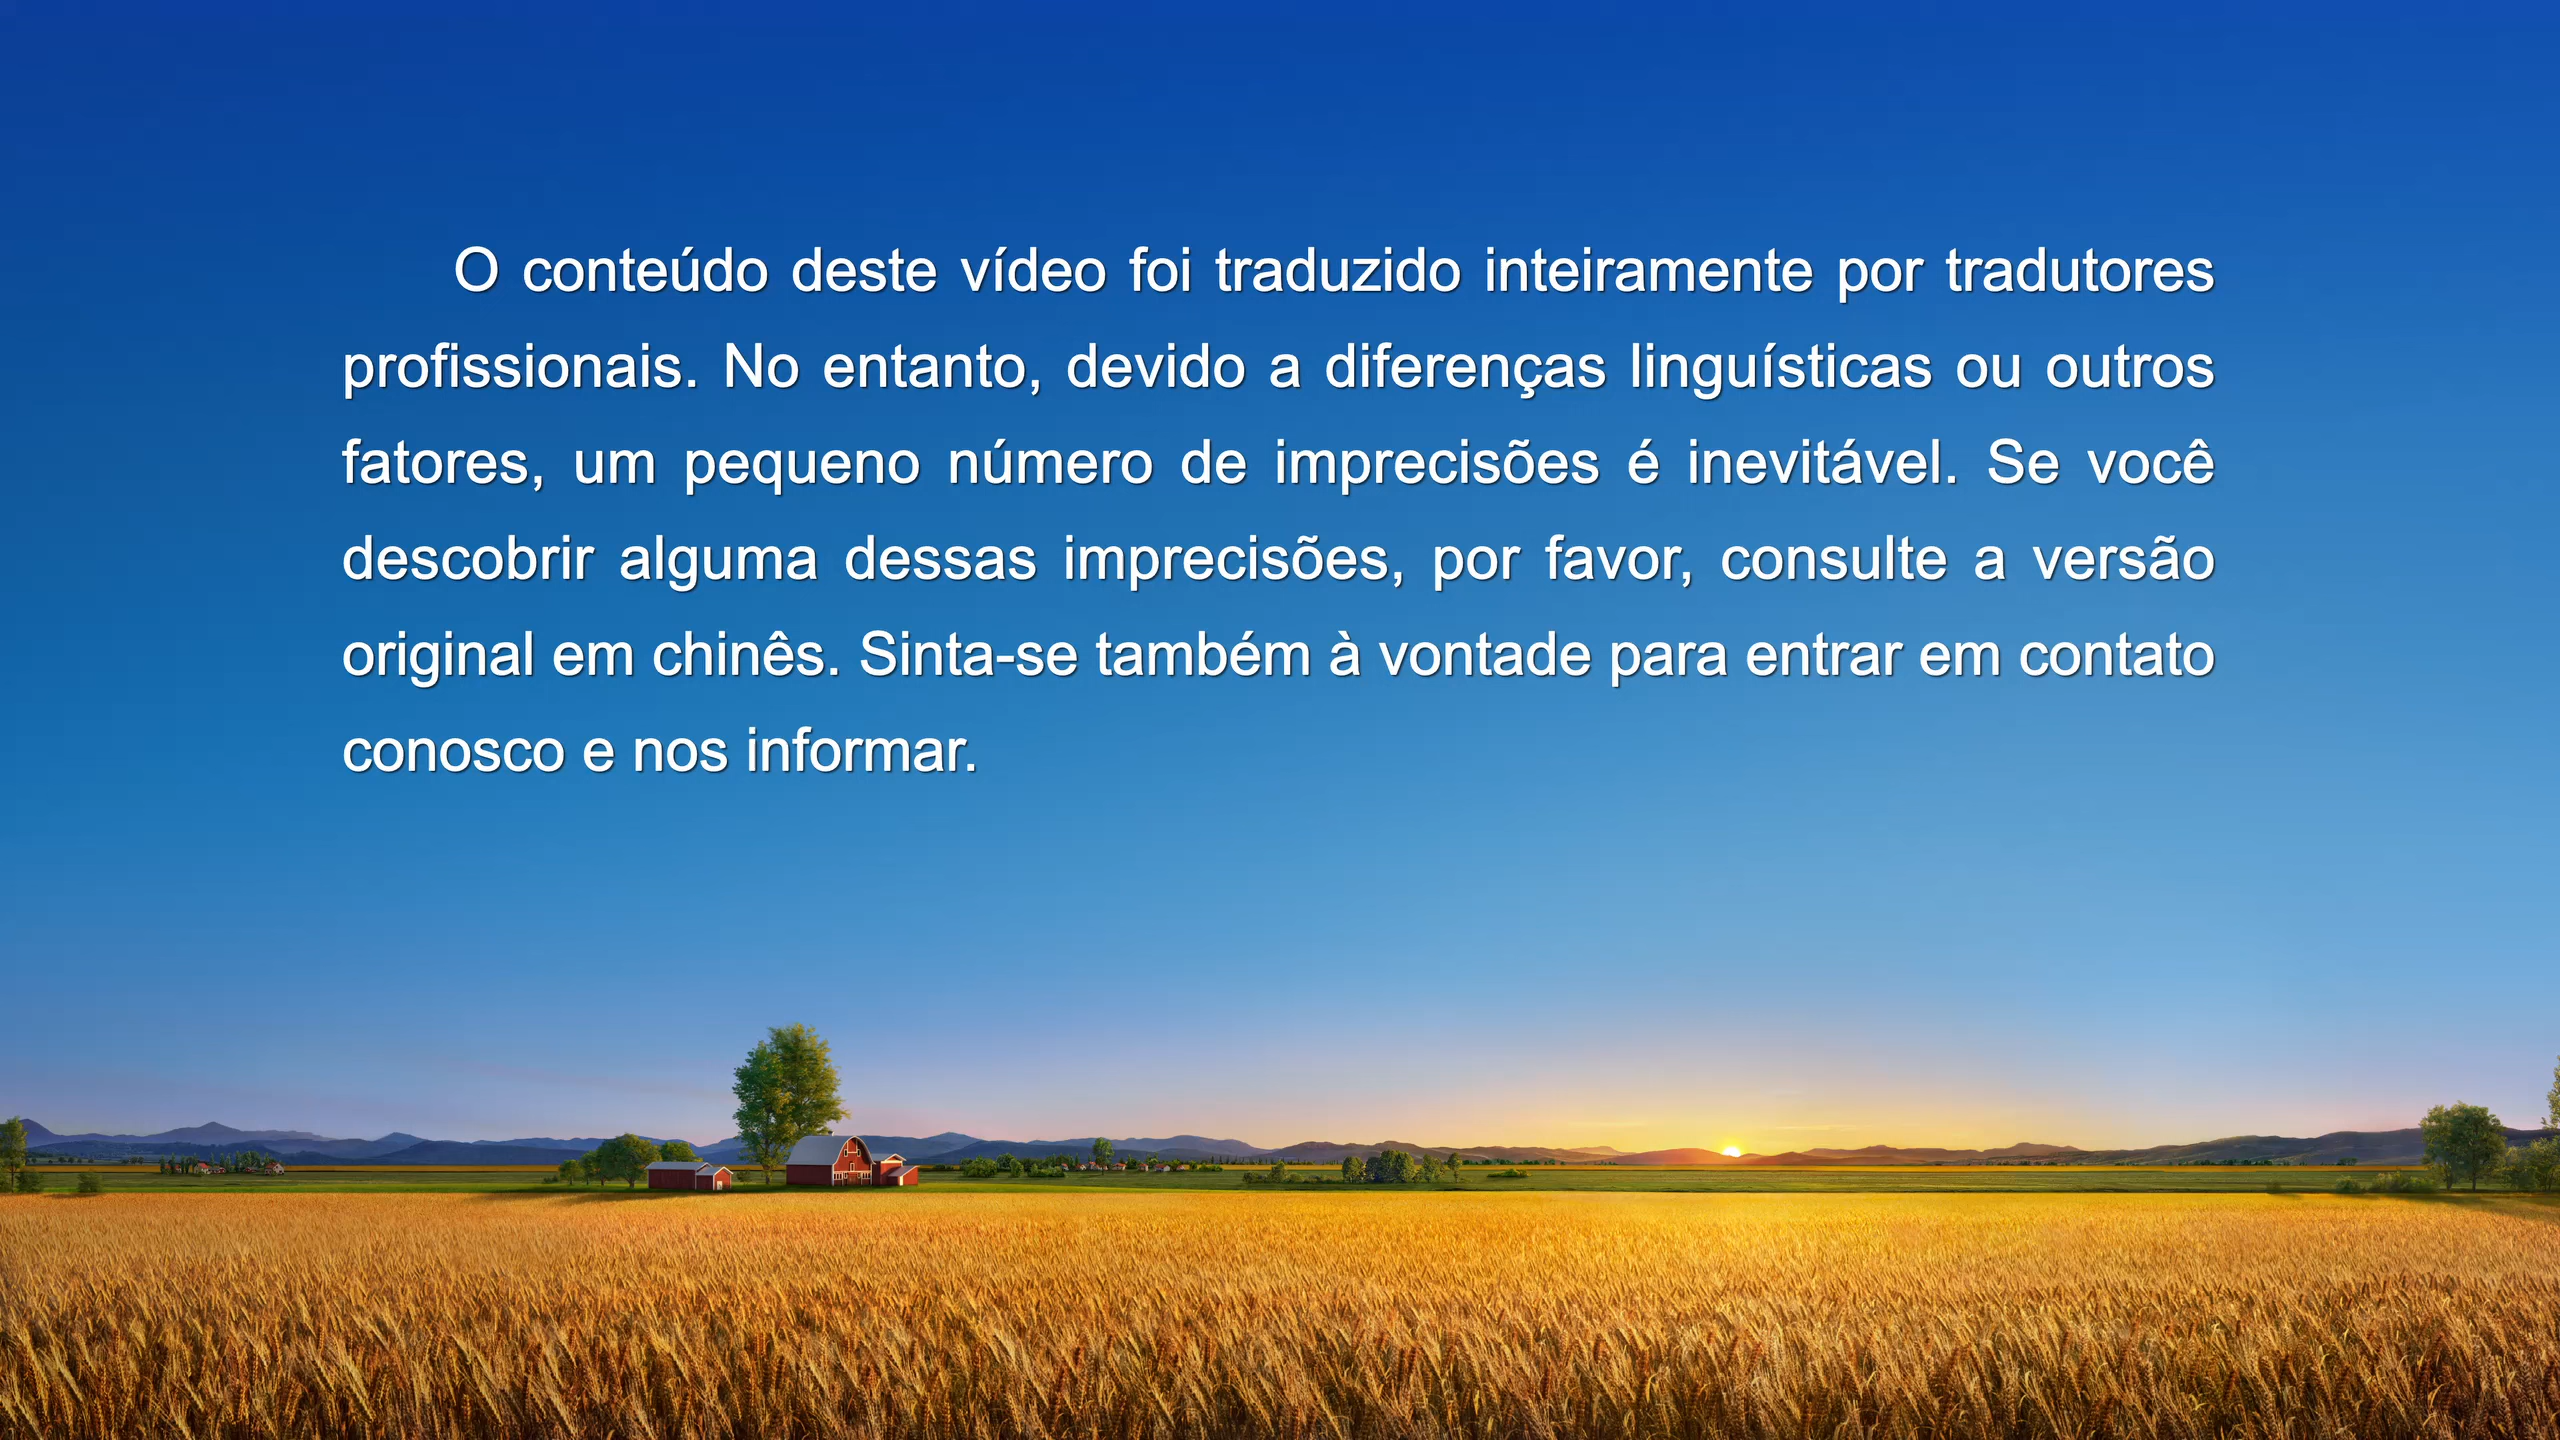 O conteúdo deste vídeo foi traduzido inteiramente por tradutores
profissionais. No entanto, devido a diferenças linguísticas ou outros
fatores, um pequeno número de imprecisões é inevitável. Se você
descobrir alguma dessas imprecisões, por favor, consulte a versão
original em chinês. Sinta-se também à vontade para entrar em contato
conosco e nos informar.